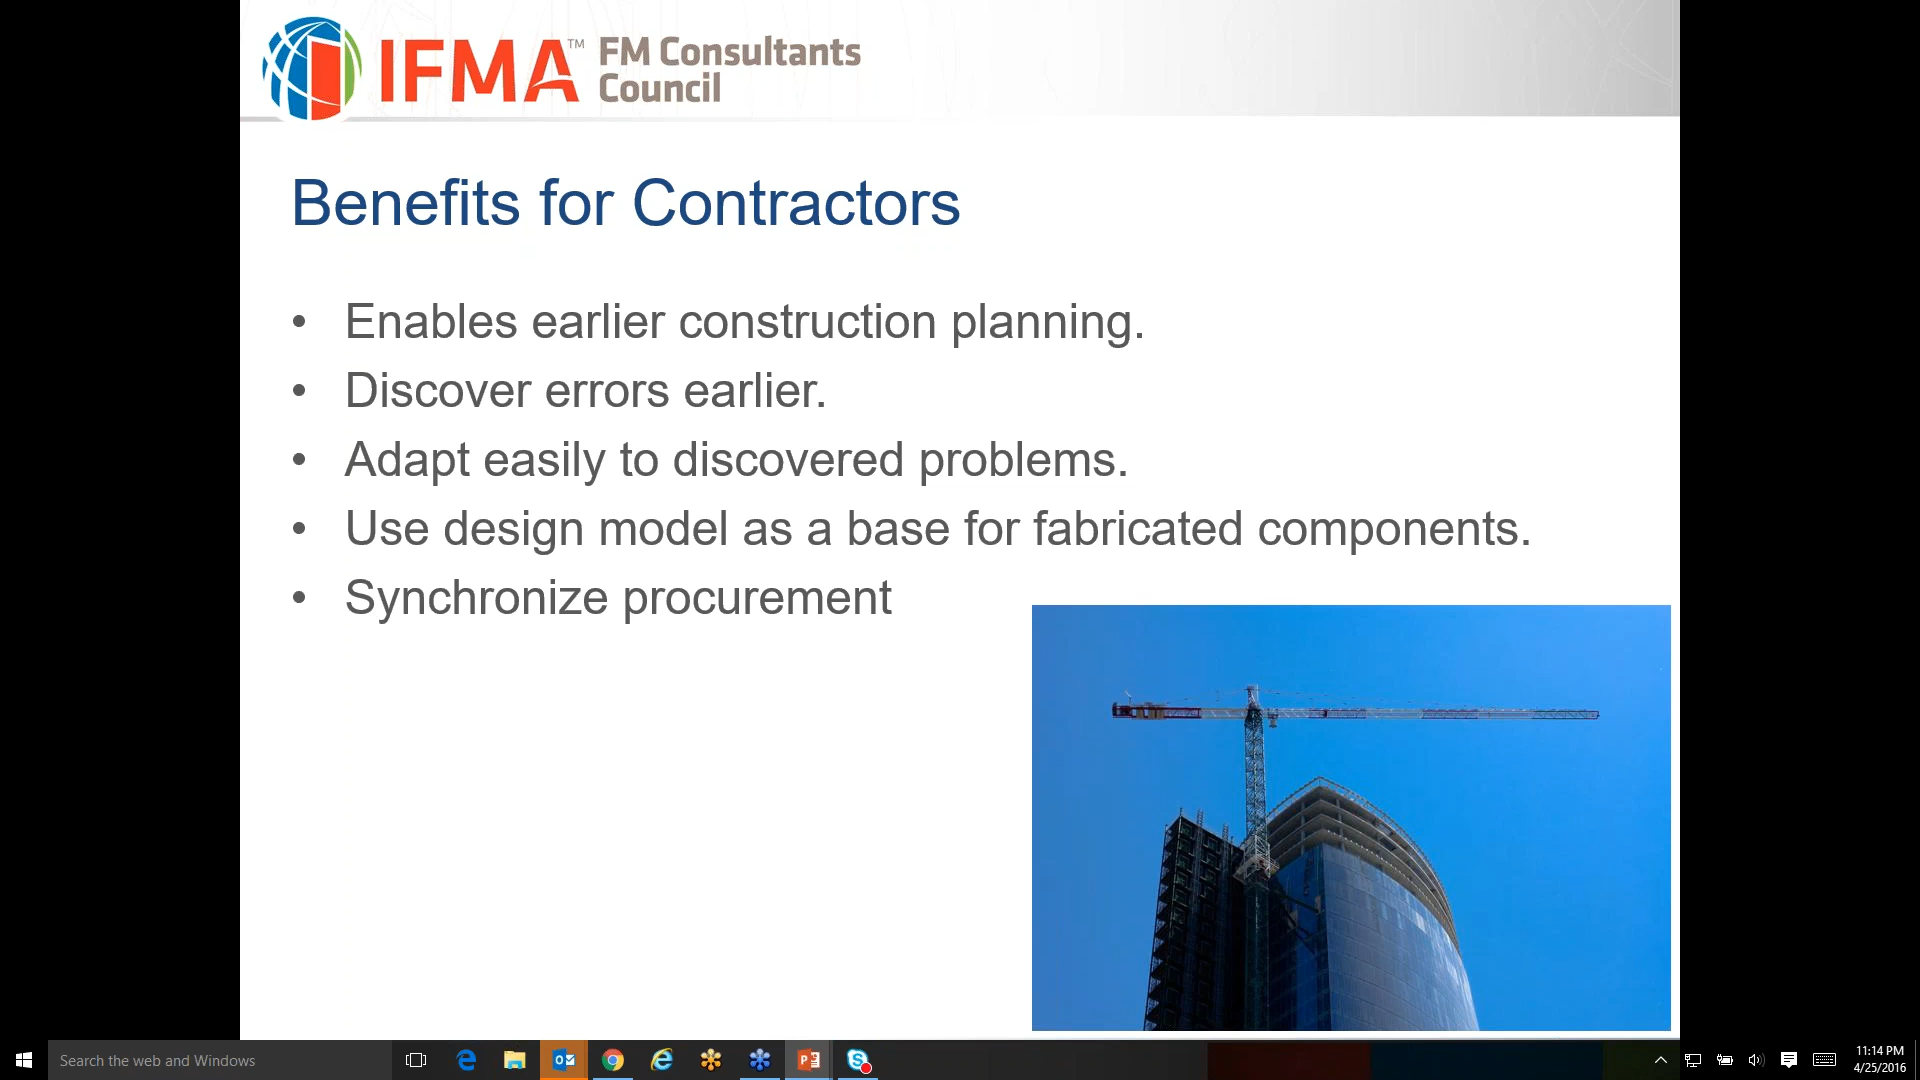 IFMA™ FM Consultants
Council
Benefits for Contractors
• Enables earlier construction planning.
• Discover errors earlier.
• Adapt easily to discovered problems.
• Use design model as a base for fabricated components.
• Synchronize procurement
Search the web and Windows
11:14 PM
4/25/2016